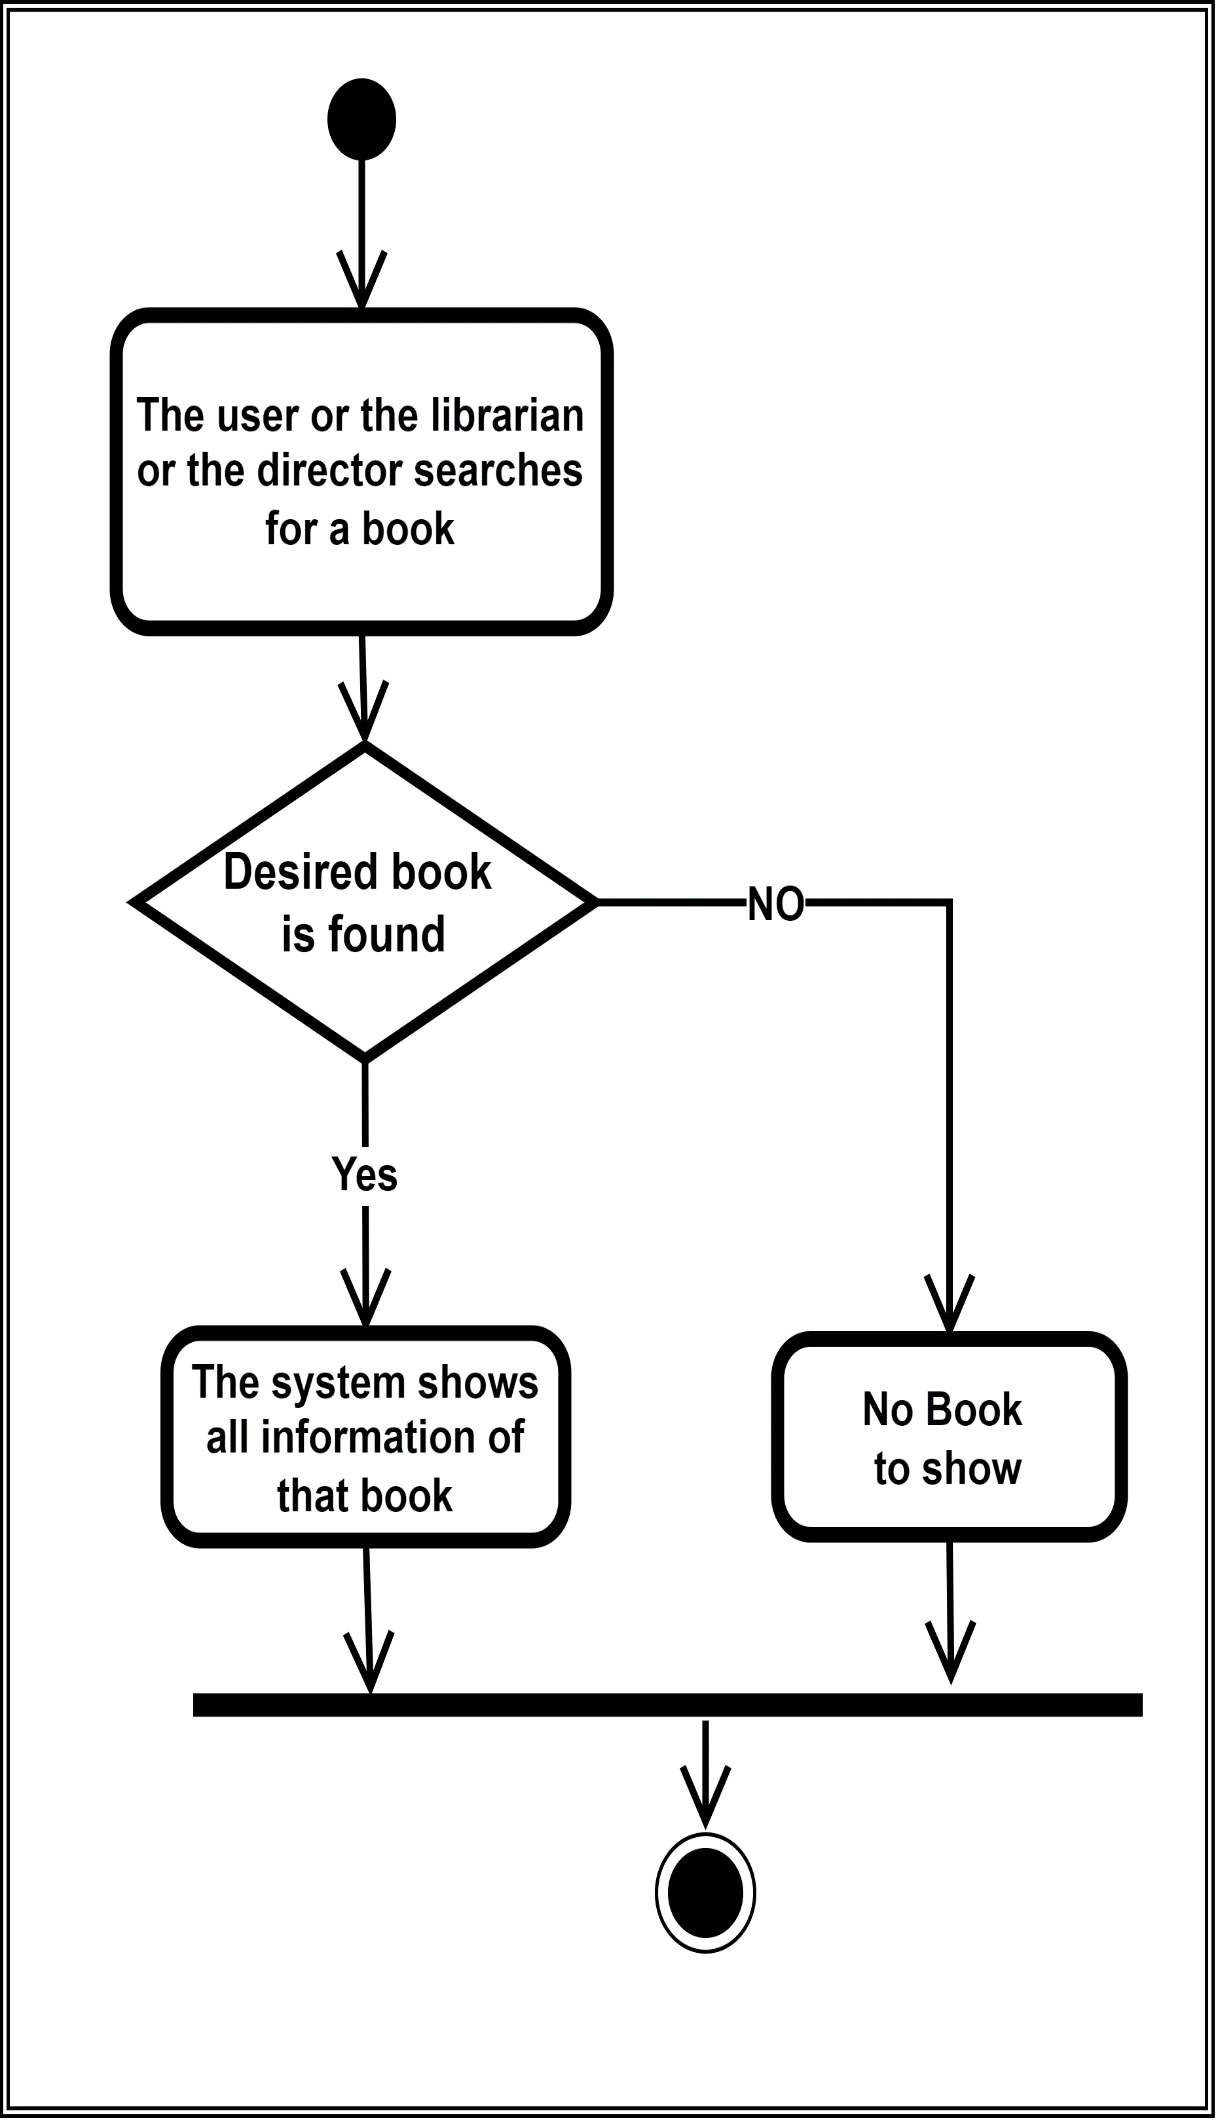 The user or the librarian
or the director searches
for a book
Desired book
is found
NO
Yes
The system shows
all information of
that book
No Book
to show